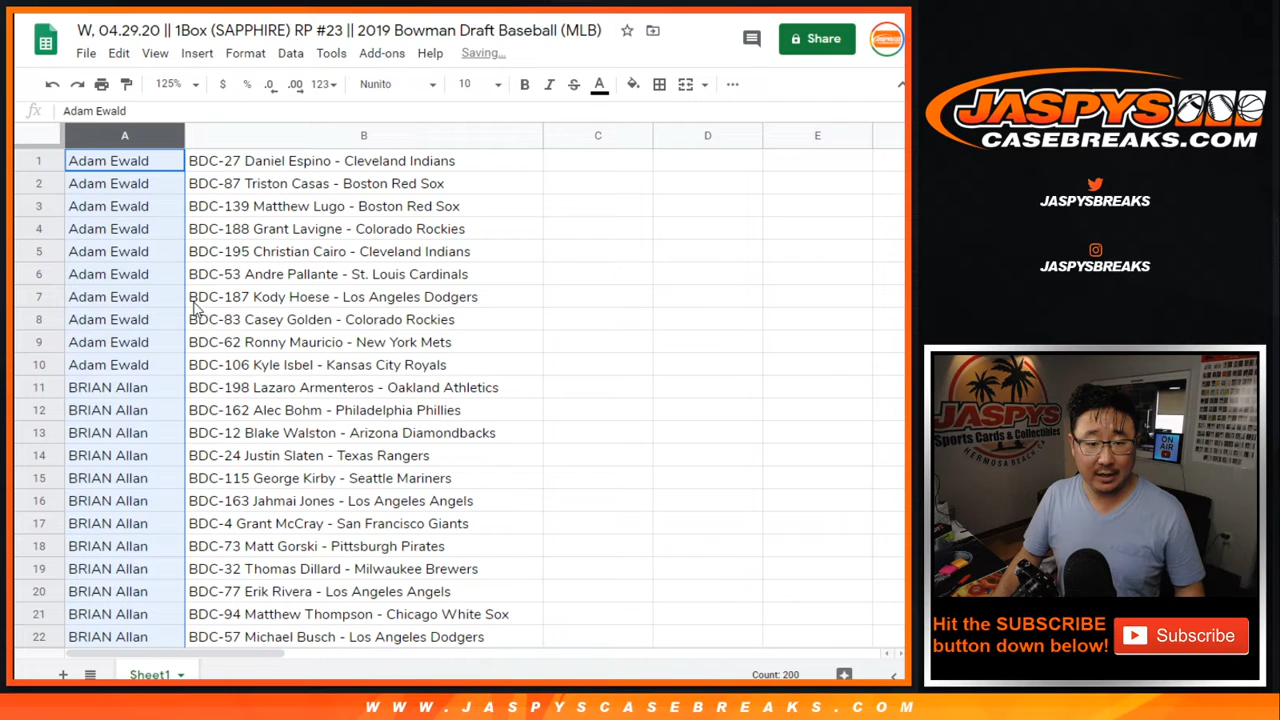 W, 04.29.20 || 1Box (SAPPHIRE) RP #23 || 2019 Bowman Draft Baseball (MLB)
File Edit View Insert Format Data Tools Add-ons Help Saving...
Share
125% $ % .0 .00 123 Nunito 10 B I S A
fx Adam Ewald
A B C D E
1 Adam Ewald BDC-27 Daniel Espino - Cleveland Indians
2 Adam Ewald BDC-87 Triston Casas - Boston Red Sox
3 Adam Ewald BDC-139 Matthew Lugo - Boston Red Sox
4 Adam Ewald BDC-188 Grant Lavigne - Colorado Rockies
5 Adam Ewald BDC-195 Christian Cairo - Cleveland Indians
6 Adam Ewald BDC-53 Andre Pallante - St. Louis Cardinals
7 Adam Ewald BDC-187 Kody Hoese - Los Angeles Dodgers
8 Adam Ewald BDC-83 Casey Golden - Colorado Rockies
9 Adam Ewald BDC-62 Ronny Mauricio - New York Mets
10 Adam Ewald BDC-106 Kyle Isbel - Kansas City Royals
11 BRIAN Allan BDC-198 Lazaro Armenteros - Oakland Athletics
12 BRIAN Allan BDC-162 Alec Bohm - Philadelphia Phillies
13 BRIAN Allan BDC-12 Blake Walston - Arizona Diamondbacks
14 BRIAN Allan BDC-24 Justin Slaten - Texas Rangers
15 BRIAN Allan BDC-115 George Kirby - Seattle Mariners
16 BRIAN Allan BDC-163 Jahmai Jones - Los Angeles Angels
17 BRIAN Allan BDC-4 Grant McCray - San Francisco Giants
18 BRIAN Allan BDC-73 Matt Gorski - Pittsburgh Pirates
19 BRIAN Allan BDC-32 Thomas Dillard - Milwaukee Brewers
20 BRIAN Allan BDC-77 Erik Rivera - Los Angeles Angels
21 BRIAN Allan BDC-94 Matthew Thompson - Chicago White Sox
22 BRIAN Allan BDC-57 Michael Busch - Los Angeles Dodgers
Sheet1
Count: 200
JASPYS
CASEBREAKS.COM
JASPYSBREAKS
JASPYSBREAKS
JASPYS
Sports Cards & Collectibles
HERMOSA BEACH, CA
ON AIR
Hit the SUBSCRIBE
button down below!
Subscribe
WWW.JASPYSCASEBREAKS.COM